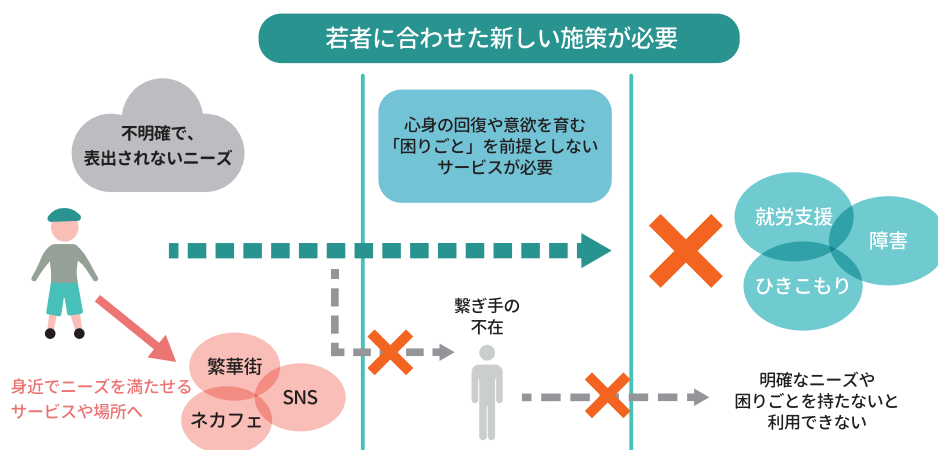 若者に合わせた新しい施策が必要
不明確で、
表出されないニーズ
心身の回復や意欲を育む
「困りごと」を前提としない
サービスが必要
就労支援
障害
ひきこもり
繋ぎ手の
不在
身近でニーズを満たせる
サービスや場所へ
繁華街
SNS
ネカフェ
明確なニーズや
困りごとを持たないと
利用できない